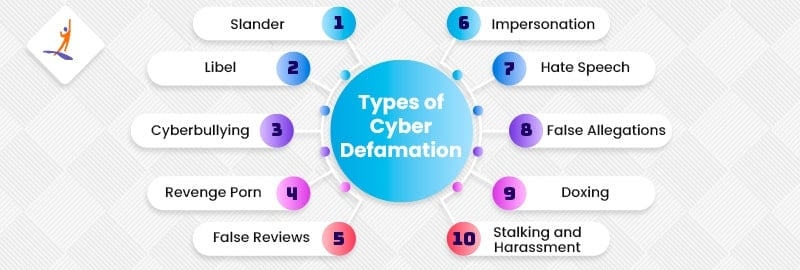 Types of
Cyber
Defamation
1
Slander
2
Libel
3
Cyberbullying
4
Revenge Porn
5
False Reviews
6
Impersonation
7
Hate Speech
8
False Allegations
9
Doxing
10
Stalking and
Harassment